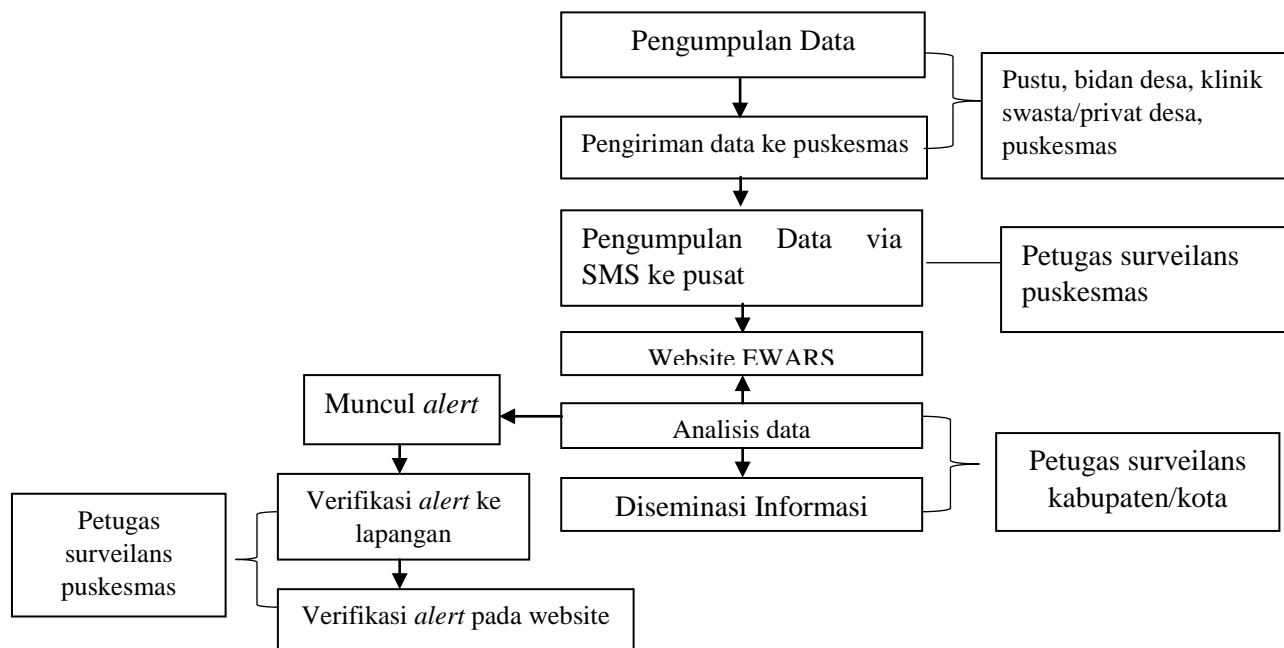 Pengumpulan Data
Pustu, bidan desa, klinik
swasta/privat desa,
puskesmas
Pengiriman data ke puskesmas
Pengumpulan Data via
SMS ke pusat
Petugas surveilans
puskesmas
Website EWARS
Muncul alert
Analisis data
Petugas surveilans
kabupaten/kota
Verifikasi alert ke
lapangan
Diseminasi Informasi
Petugas
surveilans
puskesmas
Verifikasi alert pada website